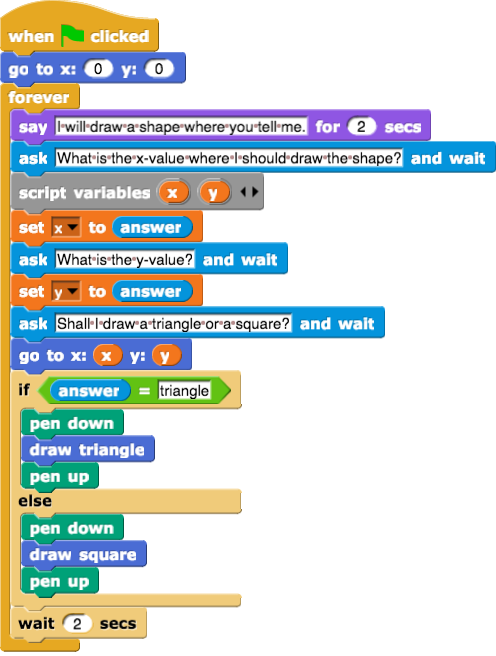 when clicked
go to x: 0 y: 0
forever
say I will draw a shape where you tell me. for 2 secs
ask What is the x-value where I should draw the shape? and wait
script variables x y
set x to answer
ask What is the y-value? and wait
set y to answer
ask Shall I draw a triangle or a square? and wait
go to x: x y: y
if answer = triangle
pen down
draw triangle
pen up
else
pen down
draw square
pen up
wait 2 secs